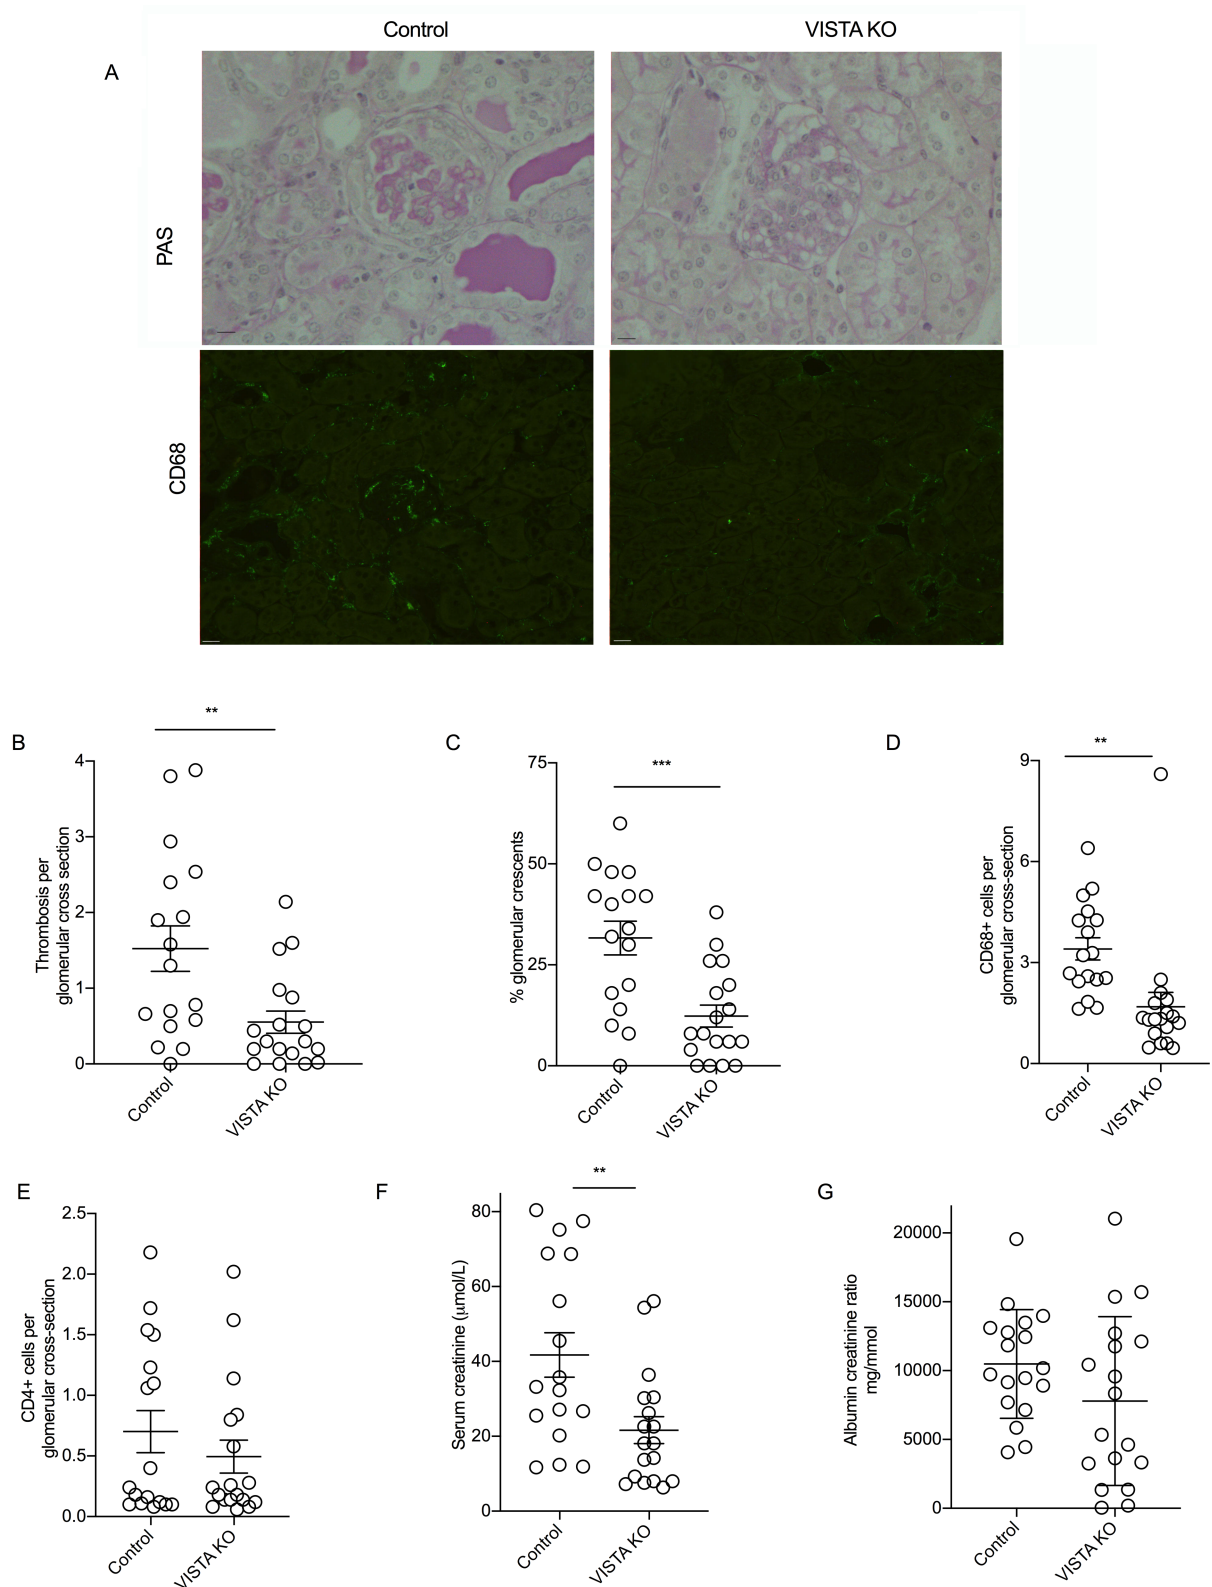 Control
VISTA KO
A
PAS
CD68
B
**
Thrombosis per
glomerular cross section
4
3
2
1
0
Control
VISTA KO
C
***
% glomerular crescents
75
50
25
0
Control
VISTA KO
D
**
CD68+ cells per
glomerular cross-section
9
6
3
0
Control
VISTA KO
E
CD4+ cells per
glomerular cross-section
2.5
2.0
1.5
1.0
0.5
0.0
Control
VISTA KO
F
**
Serum creatinine (μmol/L)
80
60
40
20
0
Control
VISTA KO
G
Albumin creatinine ratio
mg/mmol
20000
15000
10000
5000
0
Control
VISTA KO